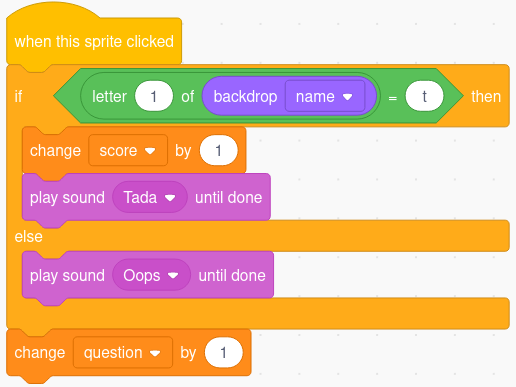 when this sprite clicked
if letter 1 of backdrop name = t then
change score by 1
play sound Tada until done
else
play sound Oops until done
change question by 1